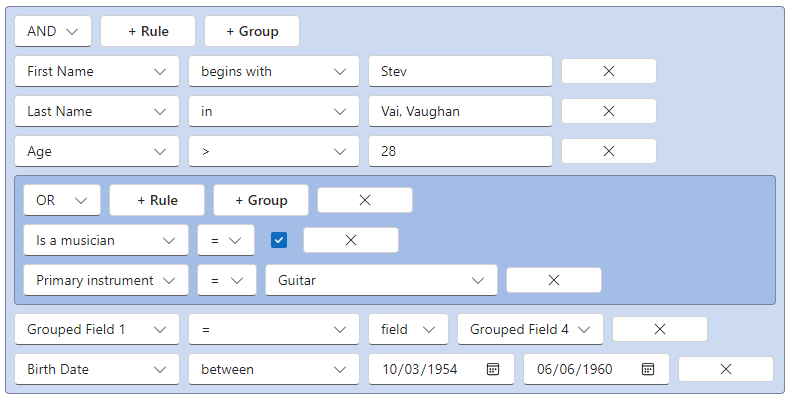 AND + Rule + Group
First Name begins with Stev
Last Name in Vai, Vaughan
Age > 28
OR + Rule + Group
Is a musician =
Primary instrument = Guitar
Grouped Field 1 = field Grouped Field 4
Birth Date between 10/03/1954 06/06/1960